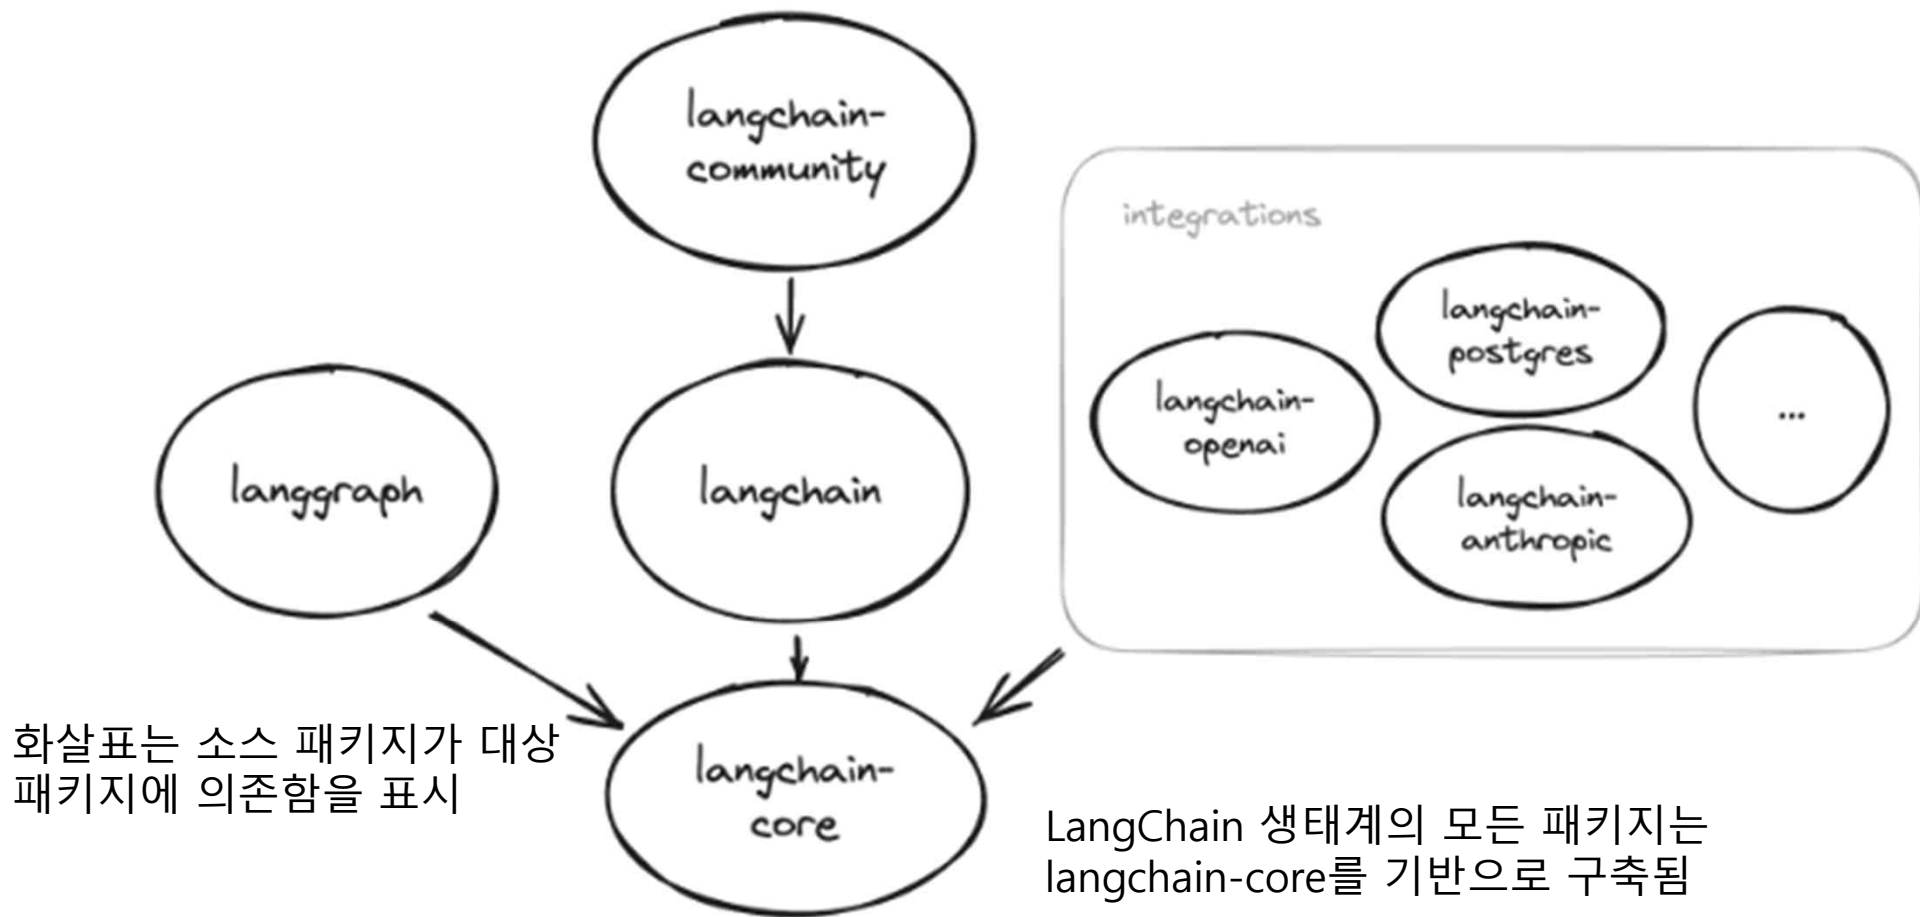 langchain-
community
integrations
langchain-
postgres
langchain-
openai
...
langgraph
langchain
langchain-
anthropic
화살표는 소스 패키지가 대상
패키지에 의존함을 표시
langchain-
core
LangChain 생태계의 모든 패키지는
langchain-core를 기반으로 구축됨